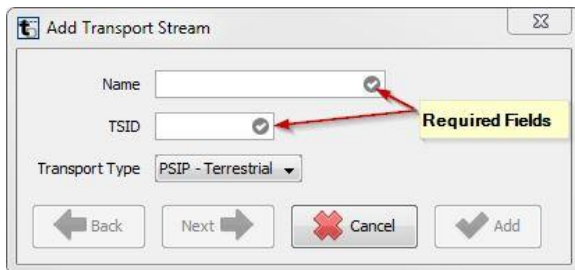 Add Transport Stream
Name
TSID
Required Fields
Transport Type PSIP - Terrestrial
Back Next Cancel Add